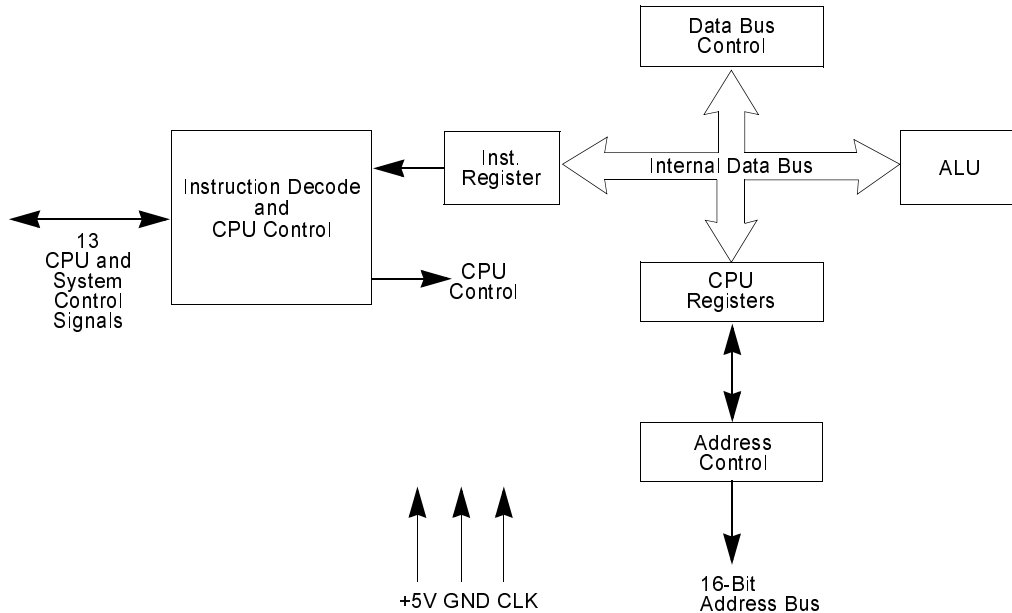 Data Bus
Control
Inst.
Register
Internal Data Bus
ALU
Instruction Decode
and
CPU Control
13
CPU and
System
Control
Signals
CPU
Control
CPU
Registers
Address
Control
+5V GND CLK
16-Bit
Address Bus